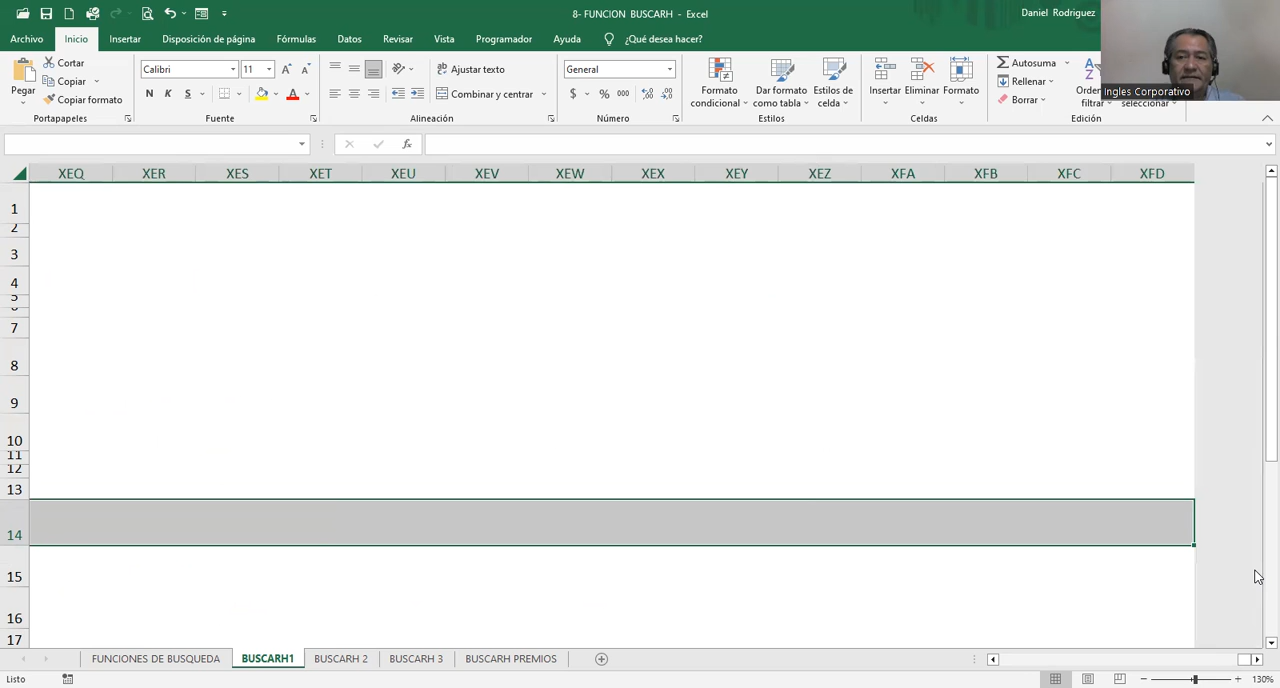 8- FUNCION BUSCARH - Excel
Daniel Rodriguez
Archivo Inicio Insertar Disposición de página Fórmulas Datos Revisar Vista Programador Ayuda ¿Qué desea hacer?
Pegar
Cortar
Copiar
Copiar formato
Portapapeles
Calibri 11
N K S
Fuente
Ajustar texto
Combinar y centrar
Alineación
General
$ % 000
Número
Formato condicional
Dar formato como tabla
Estilos de celda
Estilos
Insertar Eliminar Formato
Celdas
Autosuma
Rellenar
Borrar
Edición
Ingles Corporativo
XEQ XER XES XET XEU XEV XEW XEX XEY XEZ XFA XFB XFC XFD
1
2
3
4
5
6
7
8
9
10
11
12
13
14
15
16
17
FUNCIONES DE BUSQUEDA BUSCARH1 BUSCARH 2 BUSCARH 3 BUSCARH PREMIOS
Listo 130%